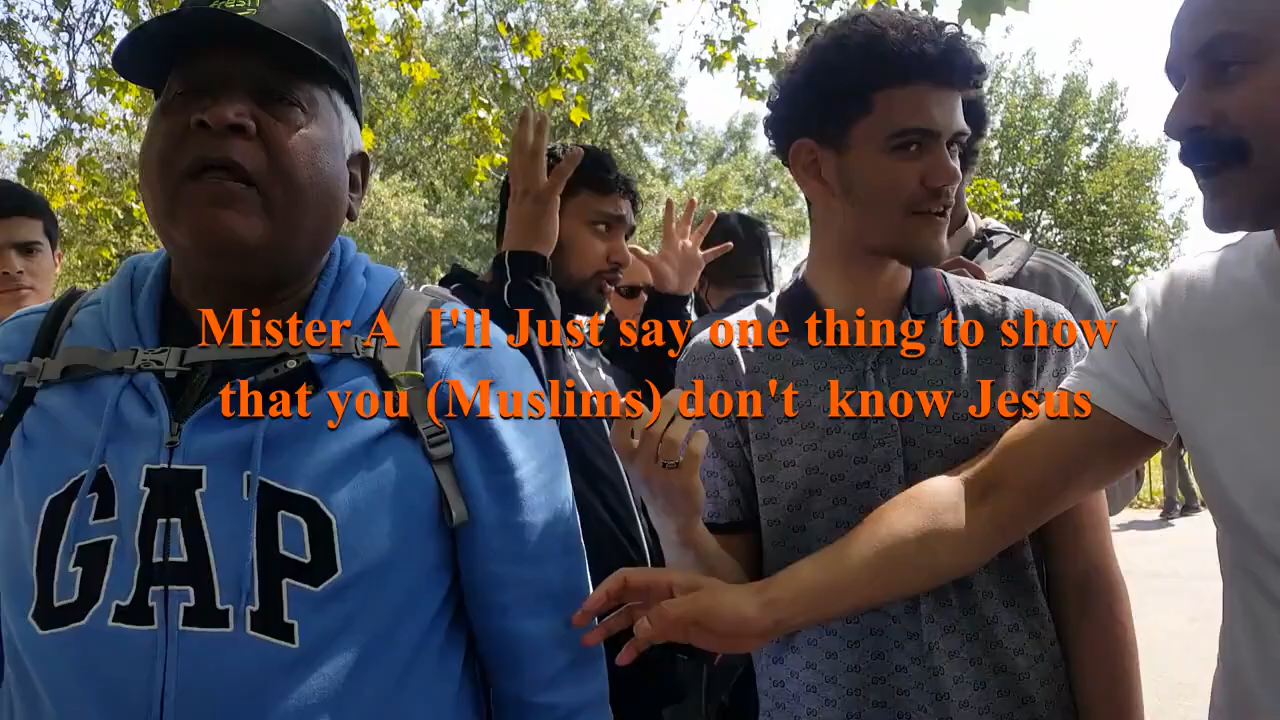 Mister A  I'll Just say one thing to show
that you (Muslims) don't  know Jesus
GAP